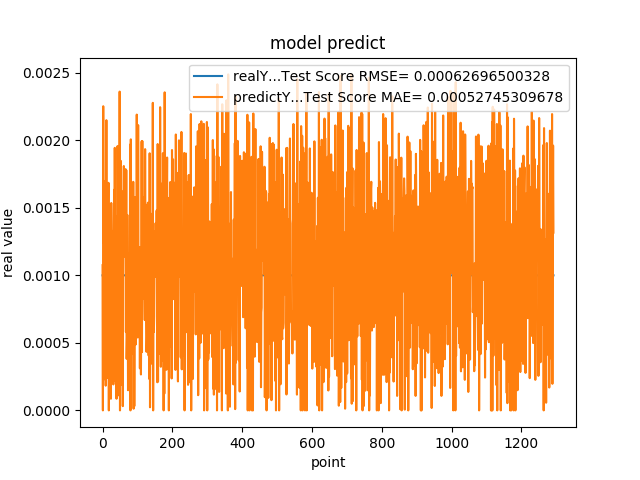 model predict
realY...Test Score RMSE= 0.00062696500328
predictY...Test Score MAE= 0.00052745309678
0.0025
0.0020
0.0015
0.0010
0.0005
0.0000
real value
0 200 400 600 800 1000 1200
point